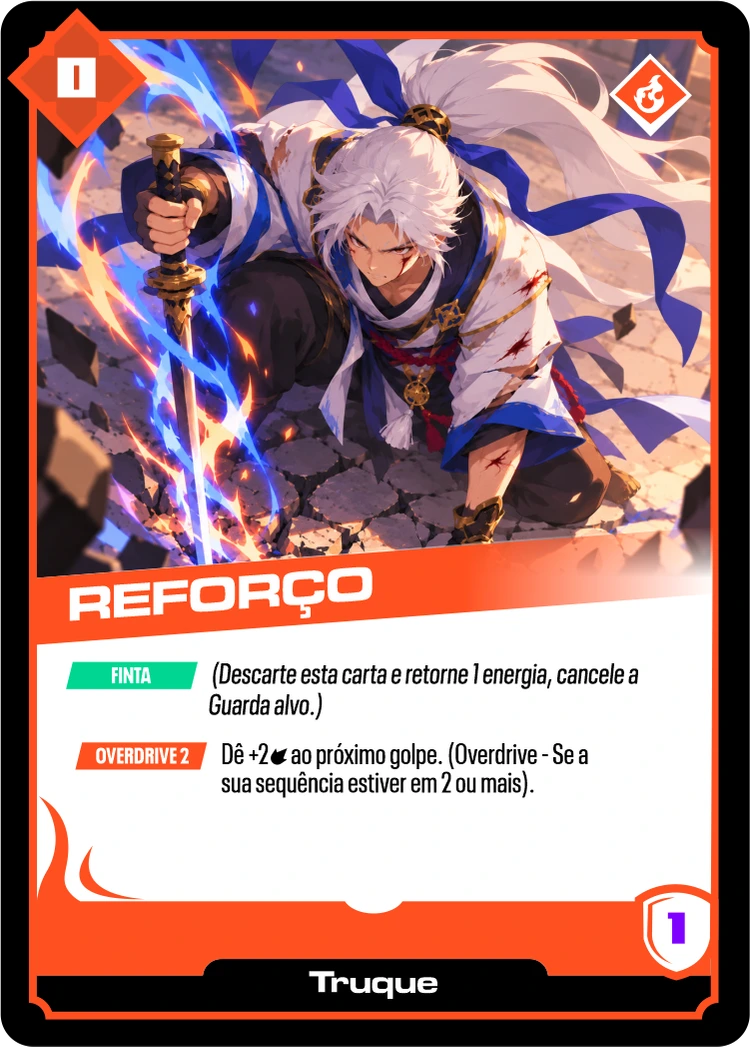 I
REFORÇO
FINTA (Descarte esta carta e retorne 1 energia, cancele a
Guarda alvo.)
OVERDRIVE 2 Dê +2 ao próximo golpe. (Overdrive - Se a
sua sequência estiver em 2 ou mais).
1
Truque